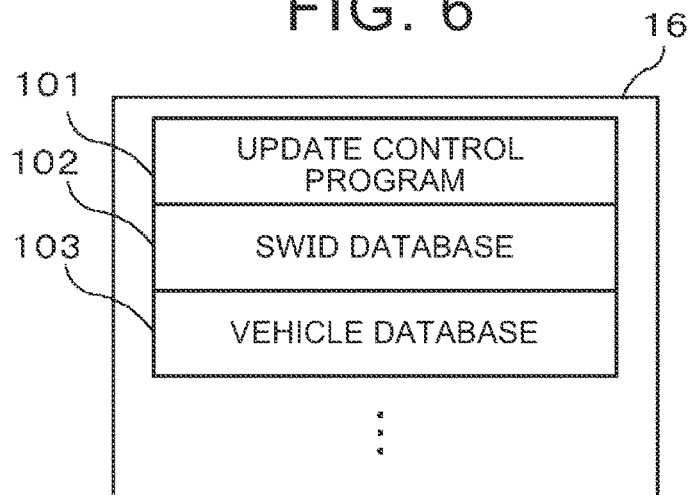 FIG. 6
16
101
UPDATE CONTROL
PROGRAM
102
SWID DATABASE
103
VEHICLE DATABASE